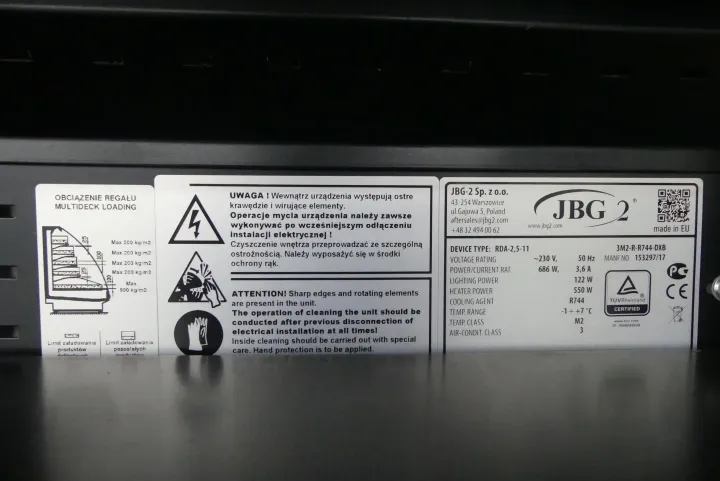 OBCIĄŻENIE REGAŁU
MULTIDECK LOADING
Max 200 kg/m2
Max 200 kg/m2
Max 200 kg/m2
Max 200 kg/m2
Max
600 kg/m2
Limit załadowania
produktów
Limit załadowania
pozostałych
UWAGA ! Wewnątrz urządzenia występują ostre
krawędzie i wirujące elementy.
Operacje mycia urządzenia należy zawsze
wykonywać po wcześniejszym odłączeniu
instalacji elektrycznej !
Czyszczenie wnętrza przeprowadzać ze szczególną
ostrożnością. Należy wyposażyć się w środki
ochrony rąk.
ATTENTION! Sharp edges and rotating elements
are present in the unit.
The operation of cleaning the unit should be
conducted after previous disconnection of
electrical installation at all times!
Inside cleaning should be carried out with special
care. Hand protection is to be applied.
JBG-2 Sp. z o.o.
43 254 Warszowice
ul Gajowa 5, Poland
aftersales@jbg2.com
+48 32 494 00 62
JBG 2®
www.jbg2.com
made in EU
DEVICE TYPE: RDA-2,5-11 3M2-R-R744-DXB
VOLTAGE RATING ~230 V, 50 Hz MANF NO 153297/17
POWER/CURRENT RAT. 686 W, 3,6 A
LIGHTING POWER 122 W
HEATER POWER 550 W
COOLING AGENT R744
TEMP. RANGE -1 ÷ +7 °C
TEMP. CLASS M2
AIR-CONDIT. CLASS 3
TÜVRheinland
CERTIFIED